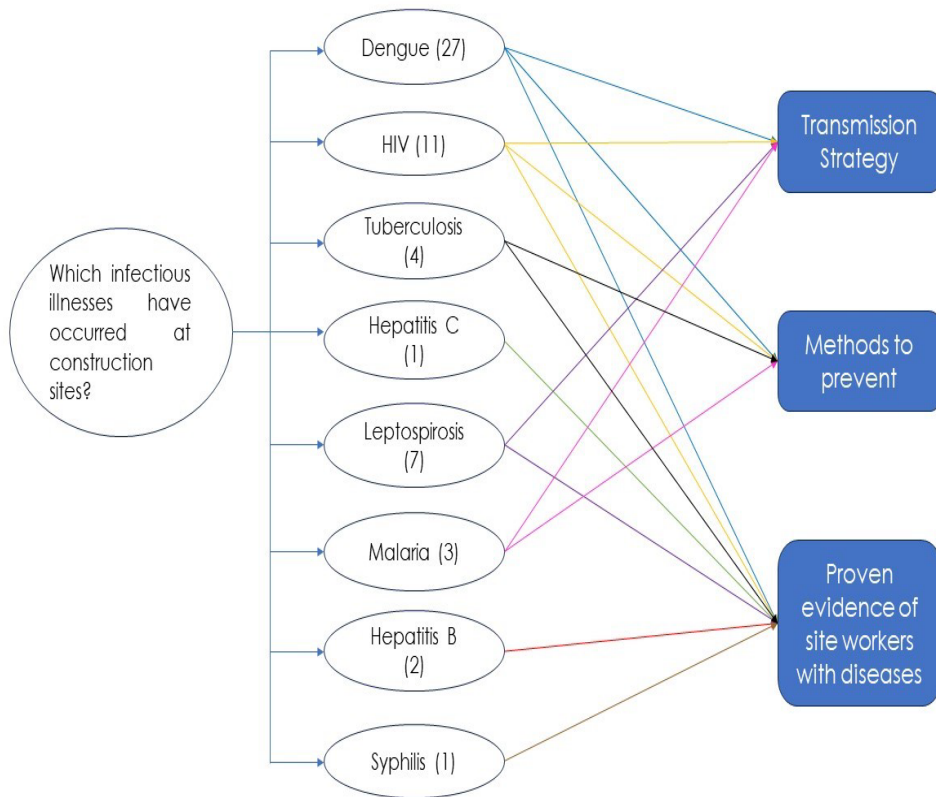 Dengue (27)
HIV (11)
Tuberculosis
(4)
Hepatitis C
(1)
Leptospirosis
(7)
Malaria (3)
Hepatitis B
(2)
Syphilis (1)
Which infectious
illnesses have
occurred at
construction
sites?
Transmission
Strategy
Methods to
prevent
Proven
evidence of
site workers
with diseases